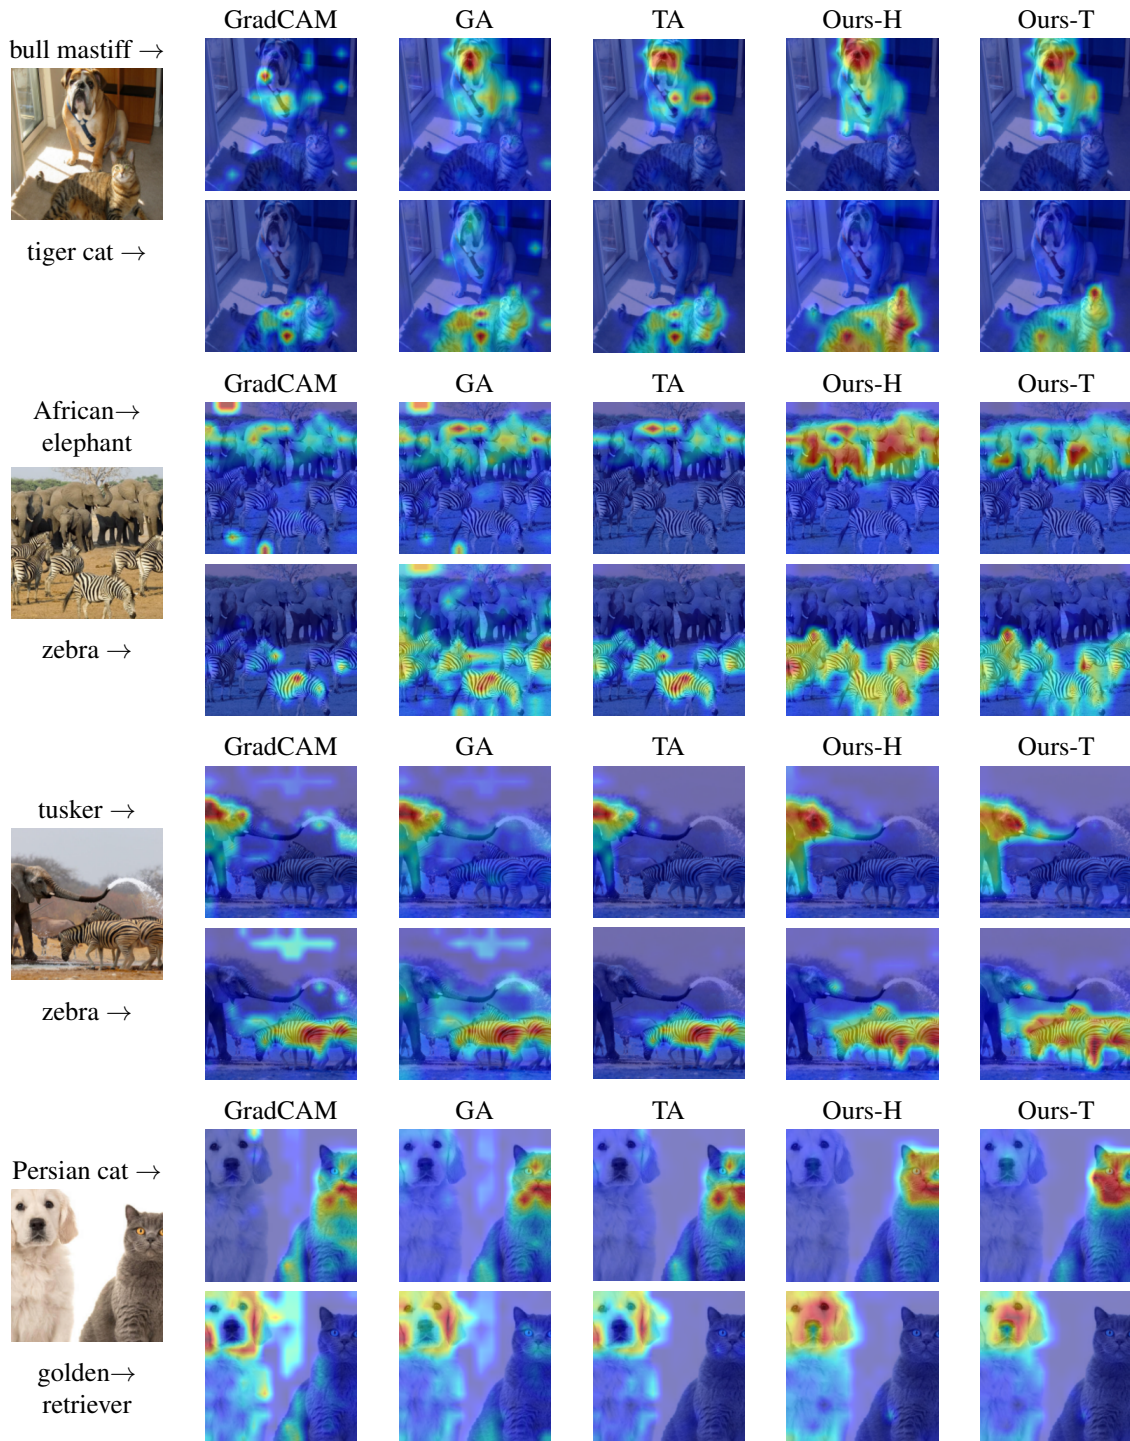 GradCAM GA TA Ours-H Ours-T
bull mastiff →
tiger cat →
GradCAM GA TA Ours-H Ours-T
African→
elephant
zebra →
GradCAM GA TA Ours-H Ours-T
tusker →
zebra →
GradCAM GA TA Ours-H Ours-T
Persian cat →
golden→
retriever